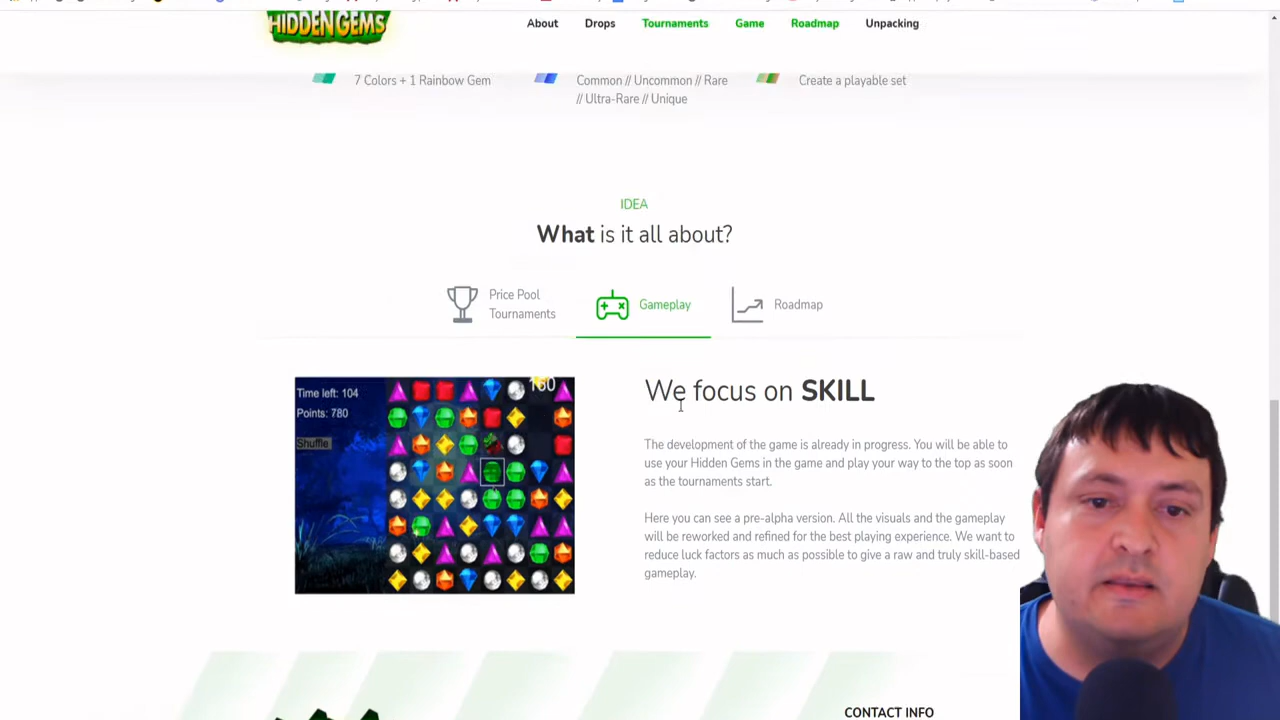 HIDDEN GEMS
About Drops Tournaments Game Roadmap Unpacking
7 Colors + 1 Rainbow Gem
Common // Uncommon // Rare
// Ultra-Rare // Unique
Create a playable set
IDEA
What is it all about?
Price Pool
Tournaments
Gameplay
Roadmap
Time left: 104
Points: 780
Shuffle
160
We focus on SKILL
The development of the game is already in progress. You will be able to
use your Hidden Gems in the game and play your way to the top as soon
as the tournaments start.
Here you can see a pre-alpha version. All the visuals and the gameplay
will be reworked and refined for the best playing experience. We want to
reduce luck factors as much as possible to give a raw and truly skill-based
gameplay.
CONTACT INFO